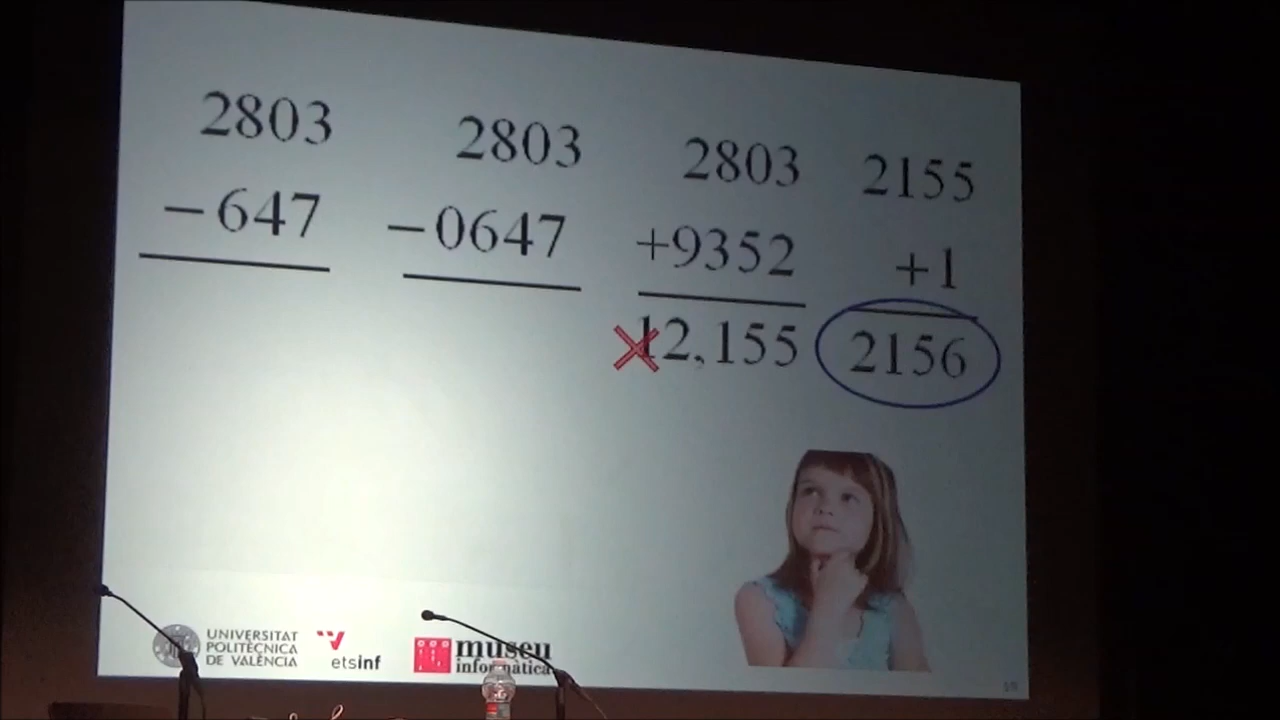 2803 2803 2803 2155
−647 −0647 +9352 +1
12,155 2156
UNIVERSITAT
POLITÈCNICA
DE VALÈNCIA
etsinf
museu
informàtica